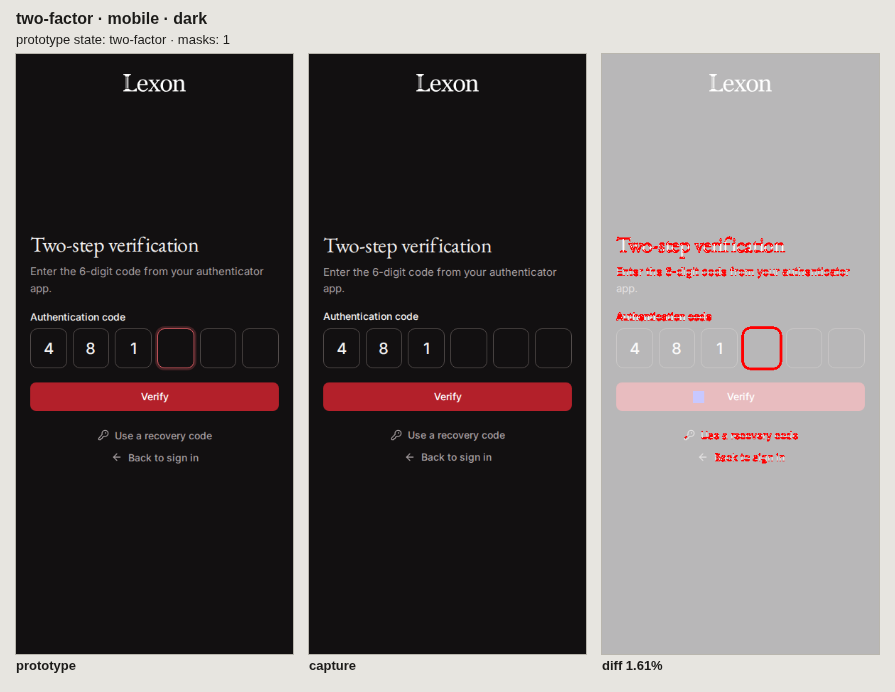 two-factor · mobile · dark
prototype state: two-factor · masks: 1
Lexon
Two-step verification
Enter the 6-digit code from your authenticator
app.
Authentication code
4 8 1
Verify
Use a recovery code
Back to sign in
prototype
Lexon
Two-step verification
Enter the 6-digit code from your authenticator
app.
Authentication code
4 8 1
Verify
Use a recovery code
Back to sign in
capture
Lexon
Two-step verification
Enter the 6-digit code from your authenticator
app.
Authentication code
4 8 1
Verify
Use a recovery code
Back to sign in
diff 1.61%